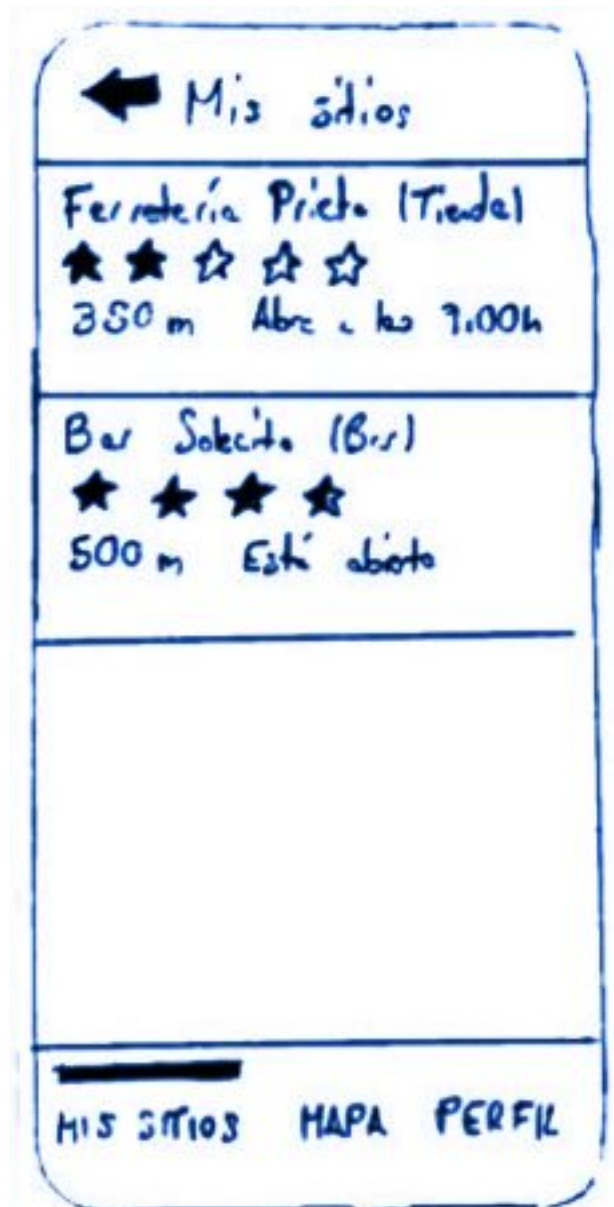 Mis sitios
Ferretería Prieto (Tienda)
350 m Abre a las 9:00h
Bar Solecito (Bar)
500 m Está abierto
MIS SITIOS MAPA PERFIL